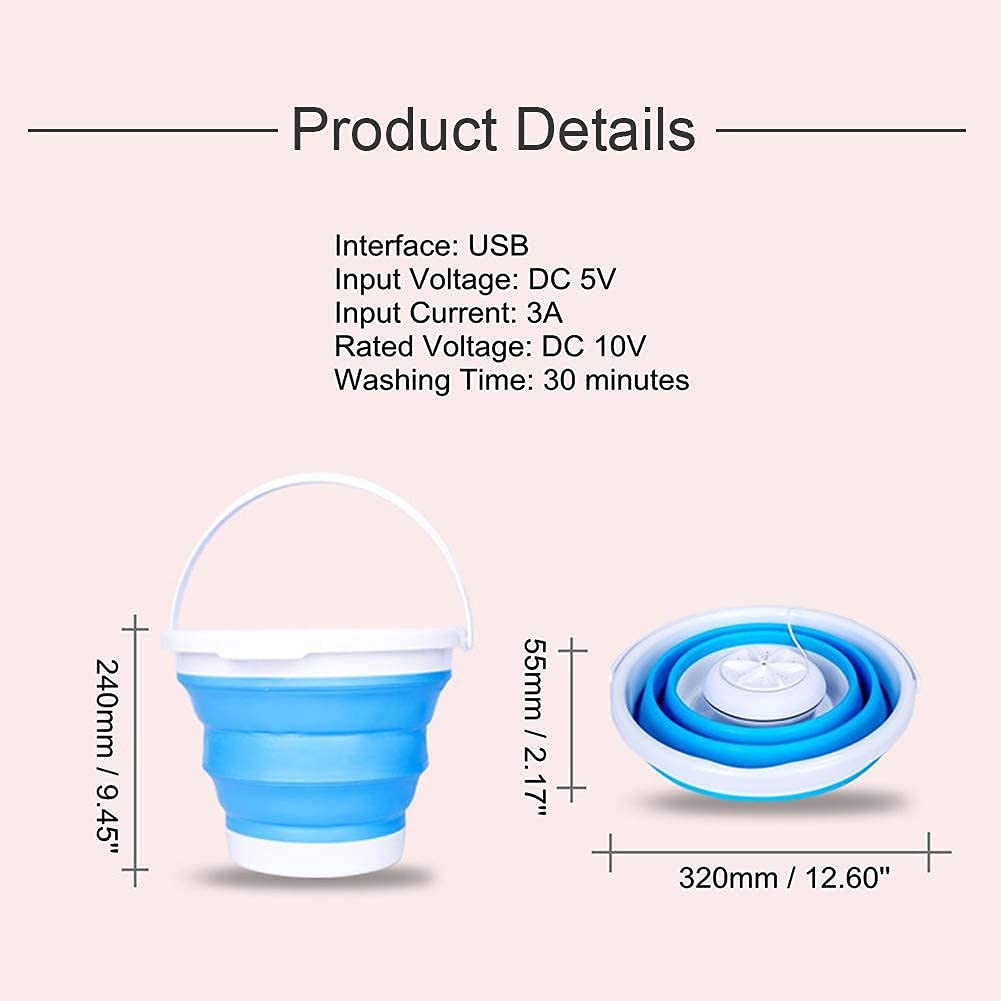 Product Details
Interface: USB
Input Voltage: DC 5V
Input Current: 3A
Rated Voltage: DC 10V
Washing Time: 30 minutes
240mm / 9.45"
55mm / 2.17"
320mm / 12.60"